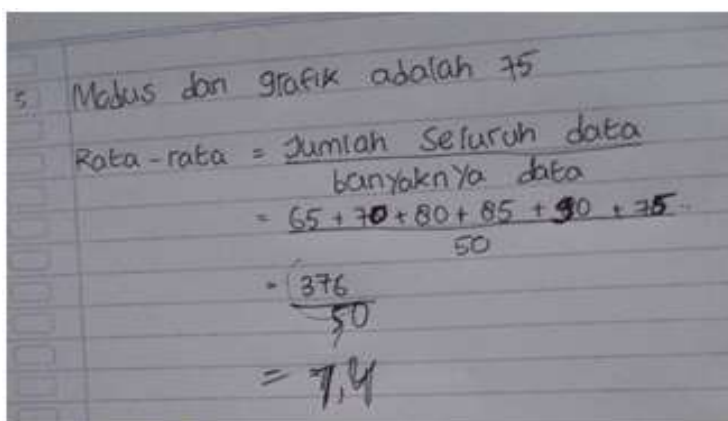 5. Modus dan grafik adalah 75
Rata-rata = Jumlah Seluruh data
banyaknya data
= 65 + 70 + 80 + 85 + 90 + 75
50
= 376
50
= 7,4